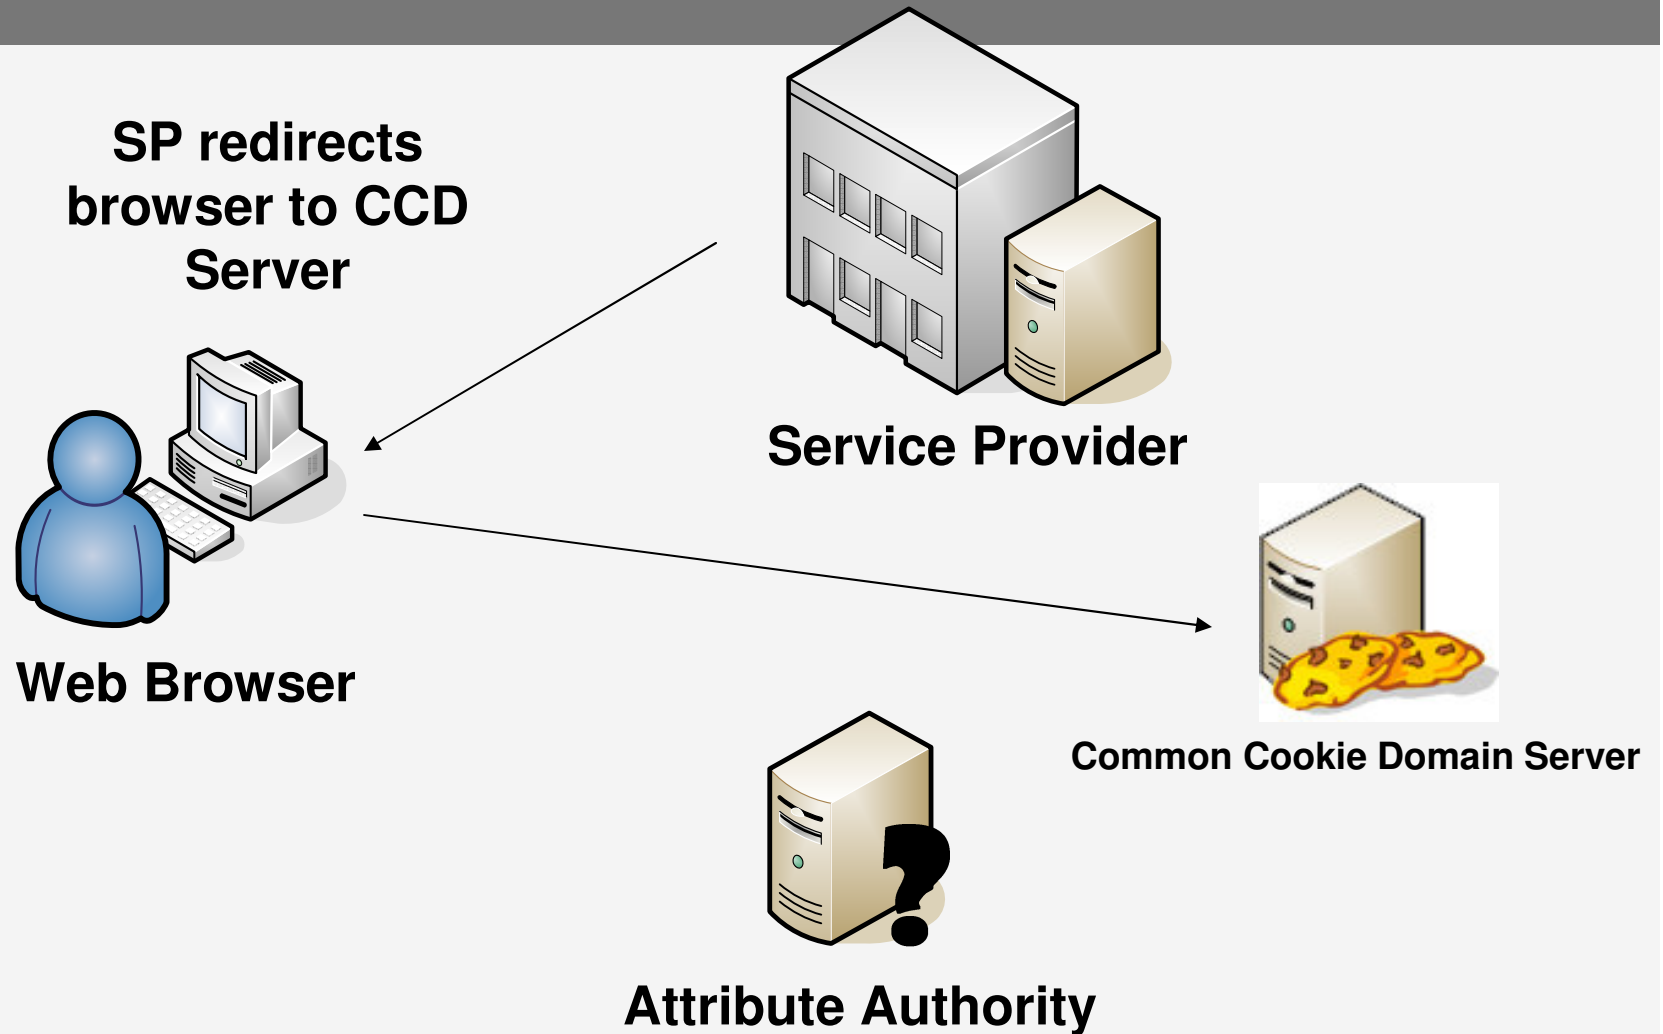 SP redirects
browser to CCD
Server
Service Provider
Web Browser
Common Cookie Domain Server
?
Attribute Authority